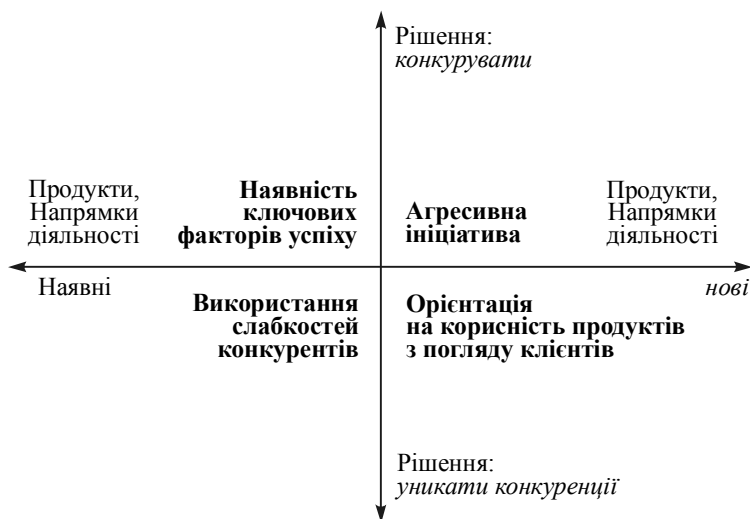 Рішення:
конкурувати
Продукти,
Напрямки
діяльності
Наявність
ключових
факторів успіху
Агресивна
ініціатива
Продукти,
Напрямки
діяльності
Наявні
нові
Використання
слабкостей
конкурентів
Орієнтація
на корисність продуктів
з погляду клієнтів
Рішення:
уникати конкуренції